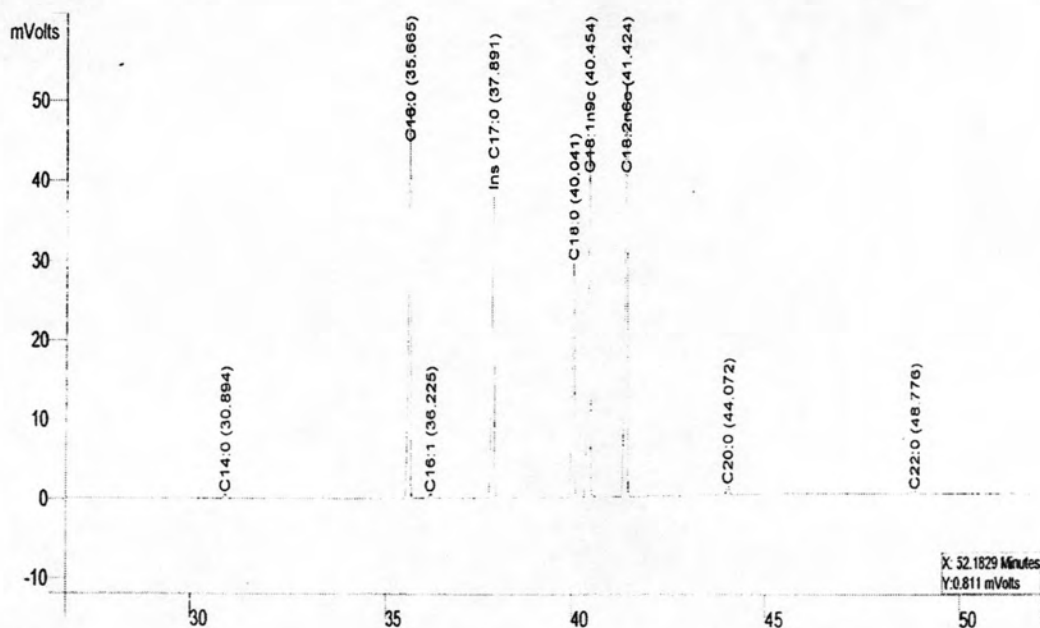 mVolts
50
40
30
20
10
0
-10
C14:0 (30.894)
C16:0 (35.665)
C16:1 (36.225)
Ins C17:0 (37.891)
C18:0 (40.041)
C18:1n9c (40.454)
C18:2n6c (41.424)
C20:0 (44.072)
C22:0 (48.776)
X: 52.1829 Minutes
Y:0.811 mVolts
30
35
40
45
50